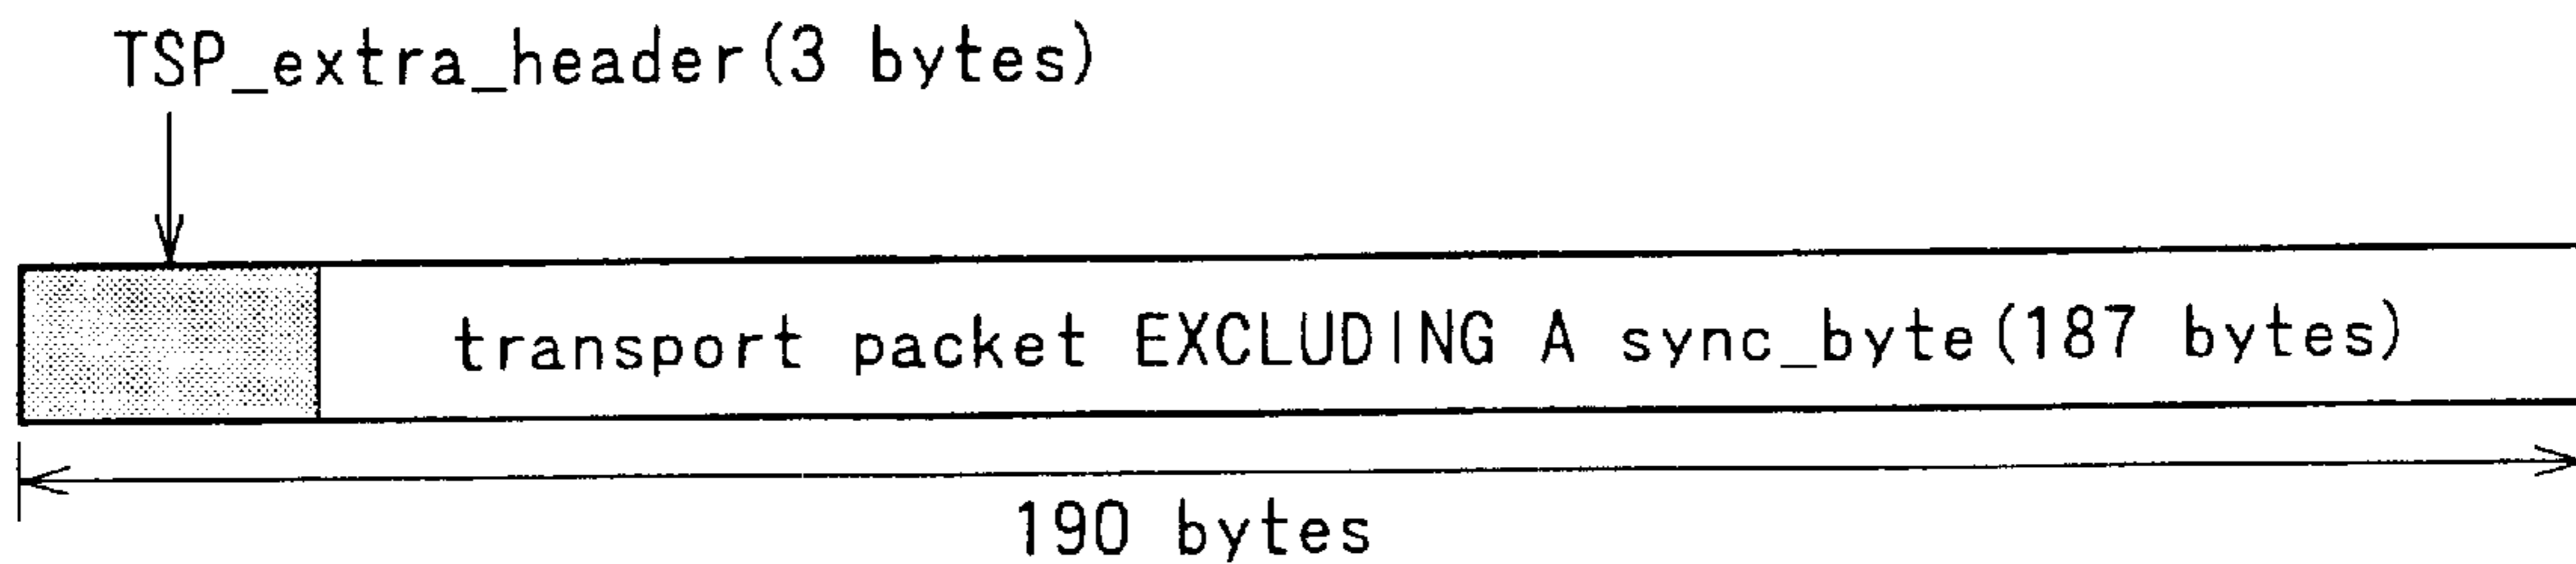 TSP_extra_header(3 bytes)
transport packet EXCLUDING A sync_byte(187 bytes)
190 bytes